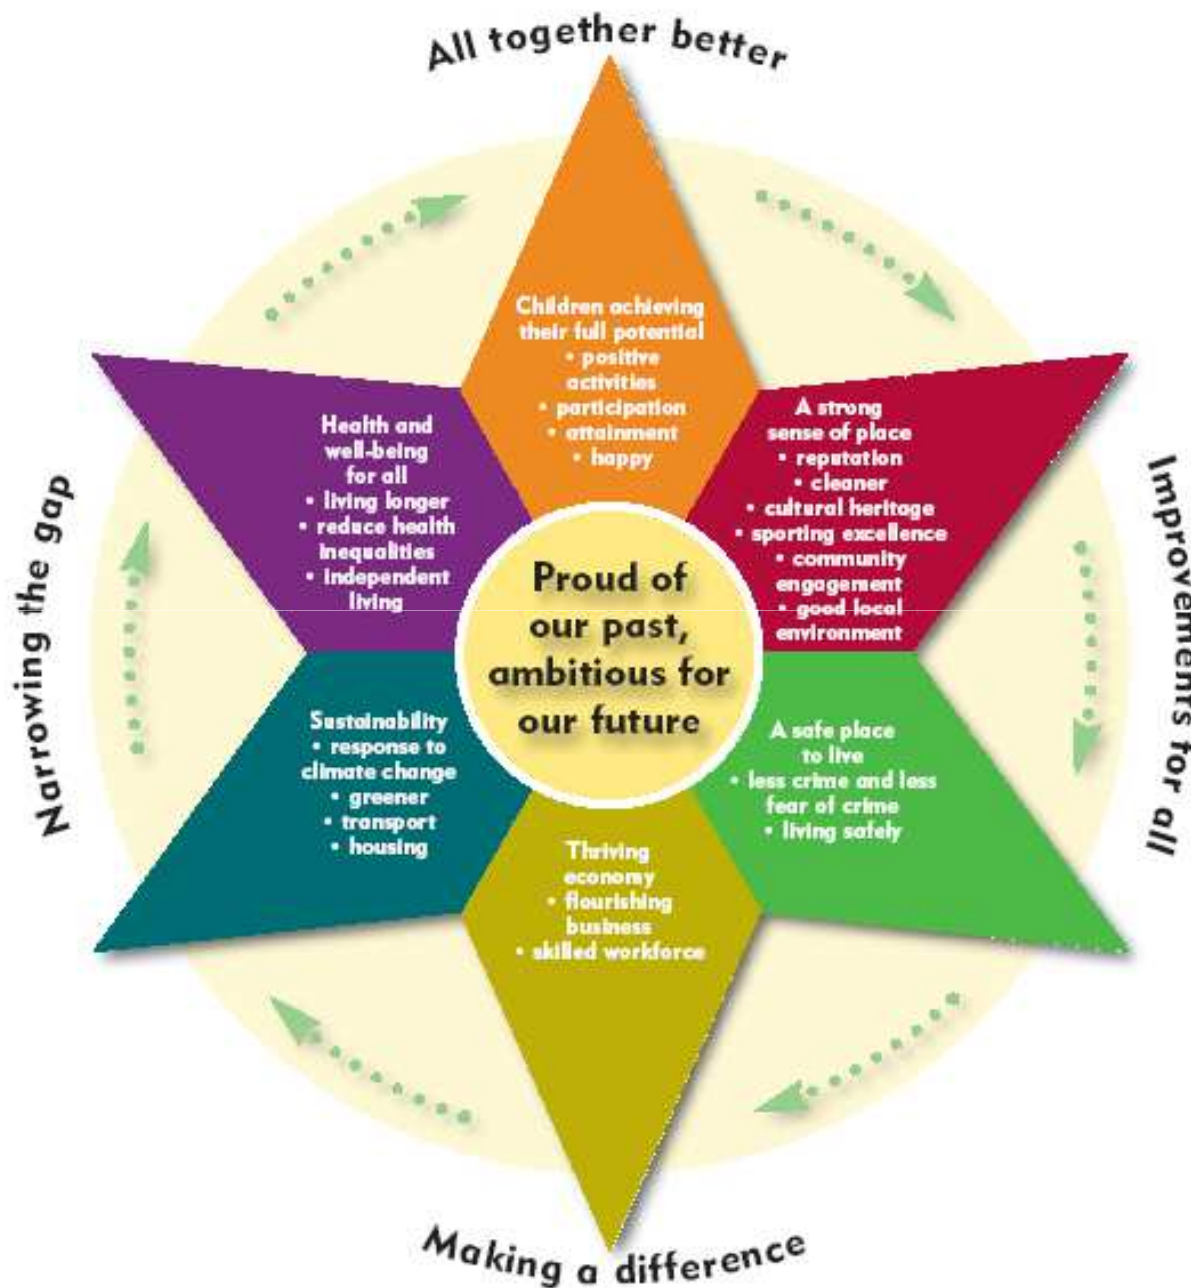 All together better
Children achieving
their full potential
• positive
activities
• participation
• attainment
• happy
A strong
sense of place
• reputation
• cleaner
• cultural heritage
• sporting excellence
• community
engagement
• good local
environment
Improvements for all
A safe place
to live
• less crime and less
fear of crime
• living safely
Thriving
economy
• flourishing
business
• skilled workforce
Making a difference
Sustainability
• response to
climate change
• greener
• transport
• housing
Narrowing the gap
Health and
well-being
for all
• living longer
• reduce health
inequalities
• independent
living
Proud of
our past,
ambitious for
our future